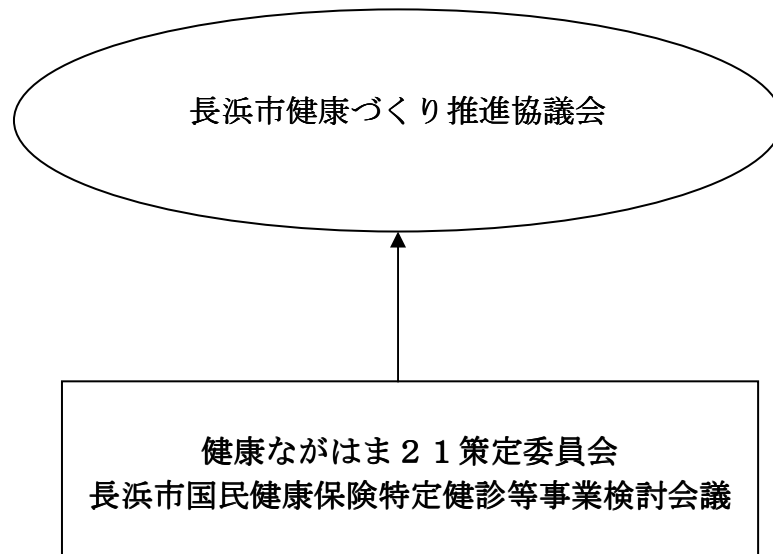 長浜市健康づくり推進協議会
健康ながはま２１策定委員会
長浜市国民健康保険特定健診等事業検討会議